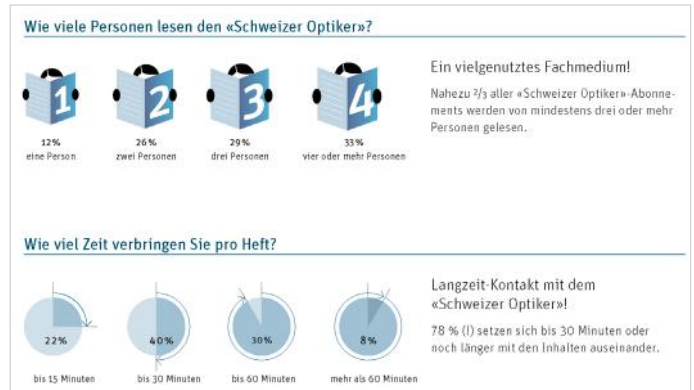 Wie viele Personen lesen den «Schweizer Optiker»?
1 2 3 4
12% 26% 29% 33%
eine Person zwei Personen drei Personen vier oder mehr Personen
Ein vielgenutztes Fachmedium!
Nahezu ²/₃ aller «Schweizer Optiker»-Abonne-
ments werden von mindestens drei oder mehr
Personen gelesen.
Wie viel Zeit verbringen Sie pro Heft?
22% 40% 30% 8%
bis 15 Minuten bis 30 Minuten bis 60 Minuten mehr als 60 Minuten
Langzeit-Kontakt mit dem
«Schweizer Optiker»!
78 % (!) setzen sich bis 30 Minuten oder
noch länger mit den Inhalten auseinander.